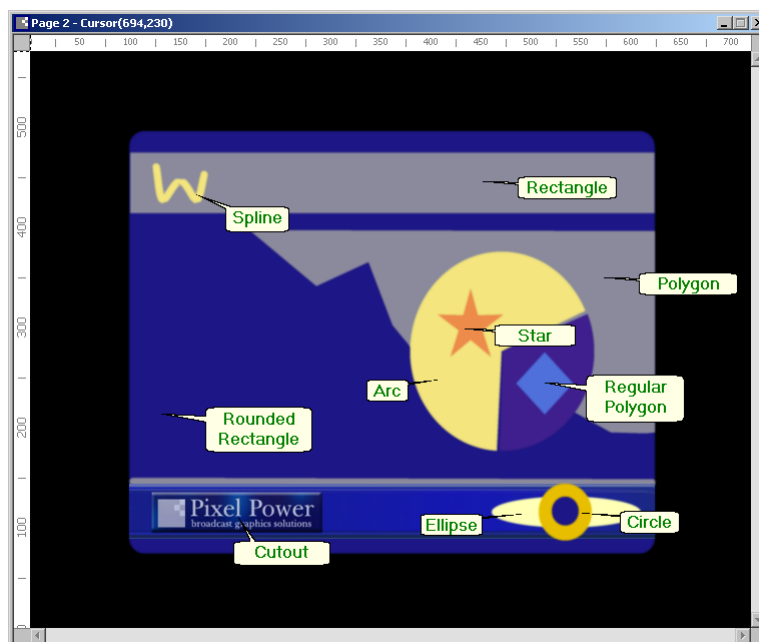 Page 2 - Cursor(694,230)
50 100 150 200 250 300 350 400 450 500 550 600 650 700
500
400
300
200
100
0
Rectangle
Spline
Polygon
Star
Arc
Regular
Polygon
Rounded
Rectangle
Pixel Power
broadcast graphics solutions
Ellipse
Circle
Cutout